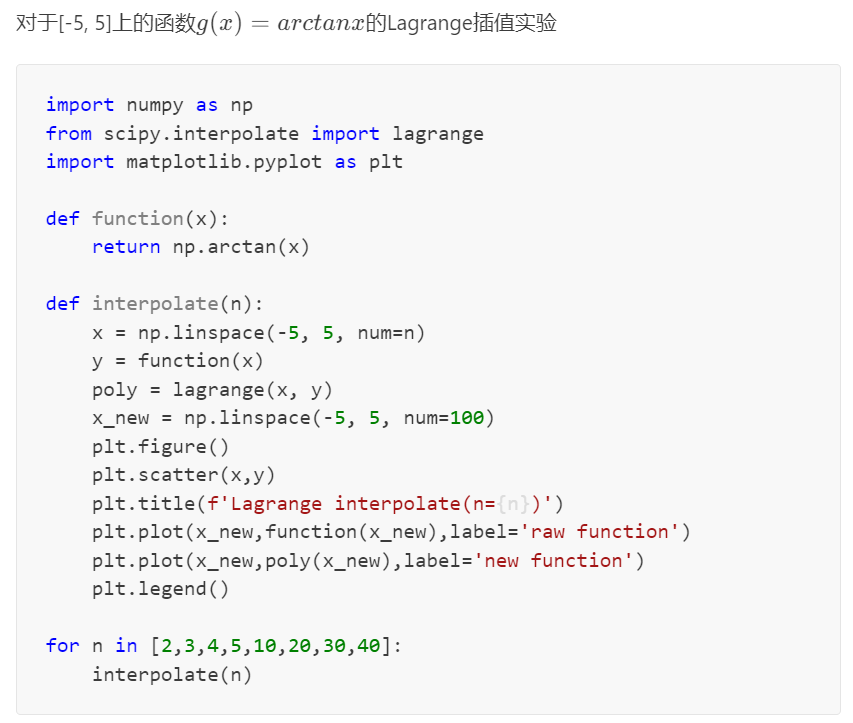 对于[-5, 5]上的函数g(x) = arctanx的Lagrange插值实验
import numpy as np
from scipy.interpolate import lagrange
import matplotlib.pyplot as plt
def function(x):
    return np.arctan(x)
def interpolate(n):
    x = np.linspace(-5, 5, num=n)
    y = function(x)
    poly = lagrange(x, y)
    x_new = np.linspace(-5, 5, num=100)
    plt.figure()
    plt.scatter(x,y)
    plt.title(f'Lagrange interpolate(n={n})')
    plt.plot(x_new,function(x_new),label='raw function')
    plt.plot(x_new,poly(x_new),label='new function')
    plt.legend()
for n in [2,3,4,5,10,20,30,40]:
    interpolate(n)